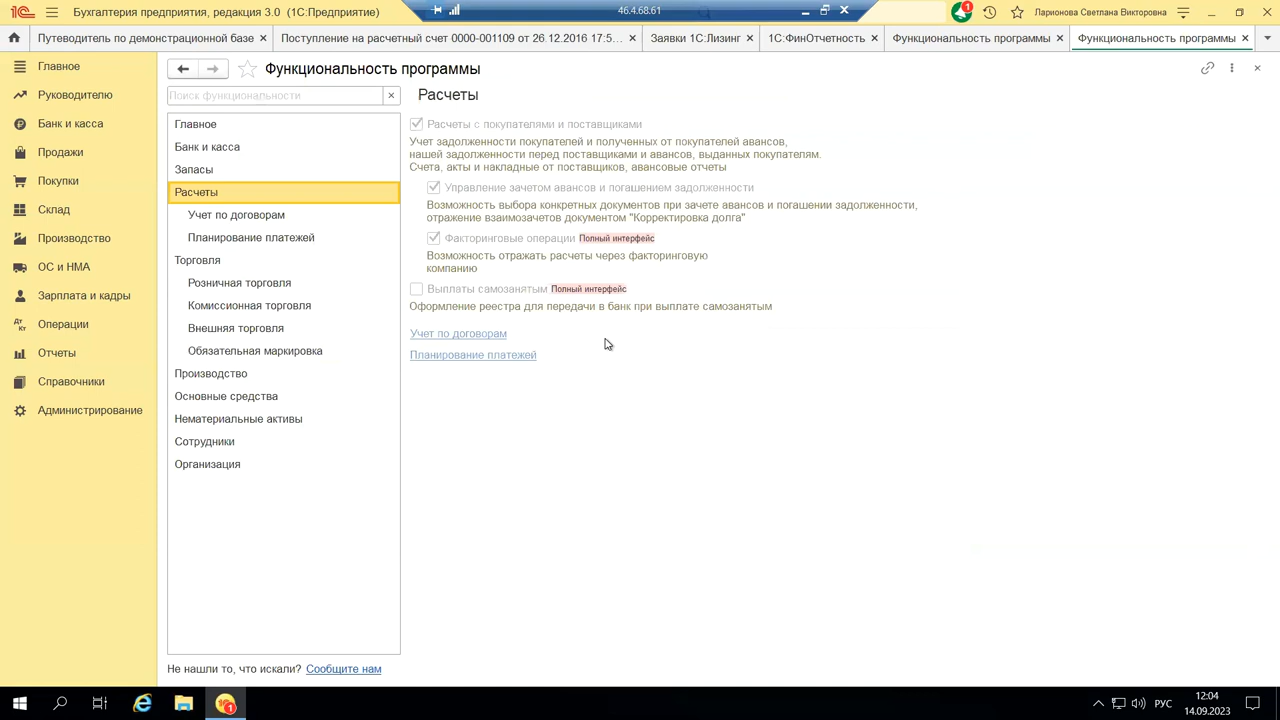 Бухгалтерия предприятия, редакция 3.0 (1С:Предприятие)
46.4.68.61
1
Ларионова Светлана Викторовна
Путеводитель по демонстрационной базе
Поступление на расчетный счет 0000-001109 от 26.12.2016 17:5...
Заявки 1С:Лизинг
1С:ФинОтчетность
Функциональность программы
Функциональность программы
Главное
Руководителю
Банк и касса
Продажи
Покупки
Склад
Производство
ОС и НМА
Зарплата и кадры
Дт Кт
Операции
Отчеты
Справочники
Администрирование
Функциональность программы
Поиск функциональности
Главное
Банк и касса
Запасы
Расчеты
Учет по договорам
Планирование платежей
Торговля
Розничная торговля
Комиссионная торговля
Внешняя торговля
Обязательная маркировка
Производство
Основные средства
Нематериальные активы
Сотрудники
Организация
Не нашли то, что искали? Сообщите нам
Расчеты
Расчеты с покупателями и поставщиками
Учет задолженности покупателей и полученных от покупателей авансов,
нашей задолженности перед поставщиками и авансов, выданных покупателям.
Счета, акты и накладные от поставщиков, авансовые отчеты
Управление зачетом авансов и погашением задолженности
Возможность выбора конкретных документов при зачете авансов и погашении задолженности,
отражение взаимозачетов документом "Корректировка долга"
Факторинговые операции Полный интерфейс
Возможность отражать расчеты через факторинговую
компанию
Выплаты самозанятым Полный интерфейс
Оформление реестра для передачи в банк при выплате самозанятым
Учет по договорам
Планирование платежей
1
РУС
12:04
14.09.2023